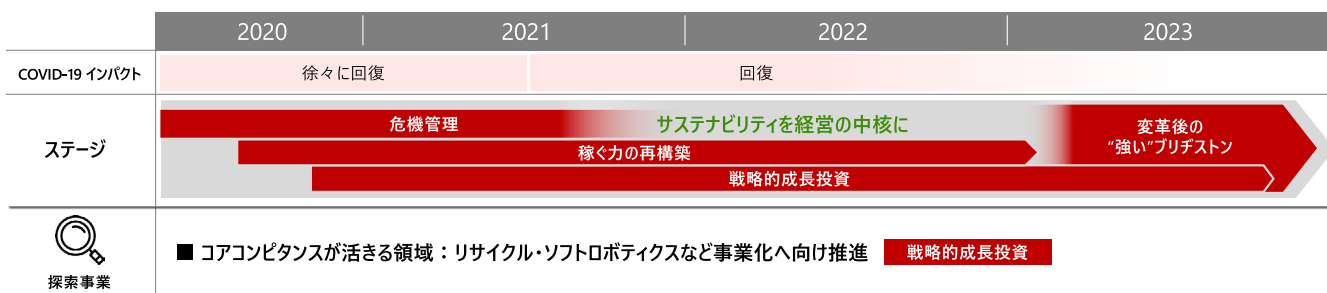 2020
2021
2022
2023
COVID-19 インパクト
徐々に回復
回復
ステージ
危機管理
サステナビリティを経営の中核に
稼ぐ力の再構築
戦略的成長投資
変革後の
“強い”ブリヂストン
探索事業
■ コアコンピタンスが活きる領域：リサイクル・ソフトロボティクスなど事業化へ向け推進
戦略的成長投資